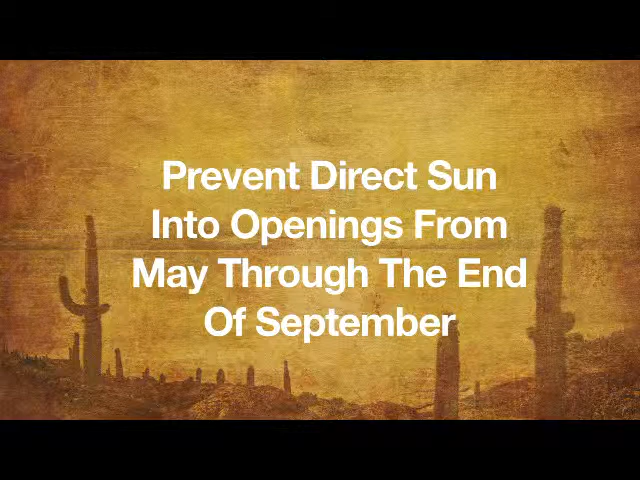 Prevent Direct Sun
Into Openings From
May Through The End
Of September